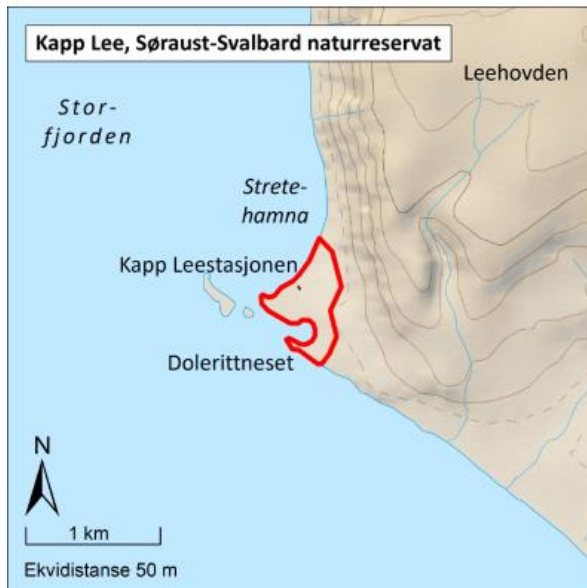 Kapp Lee, Søraust-Svalbard naturreservat
Leehovden
Stor-
fjorden
Strete-
hamna
Kapp Leestasjonen
Dolerittneset
N
1 km
Ekvidistanse 50 m